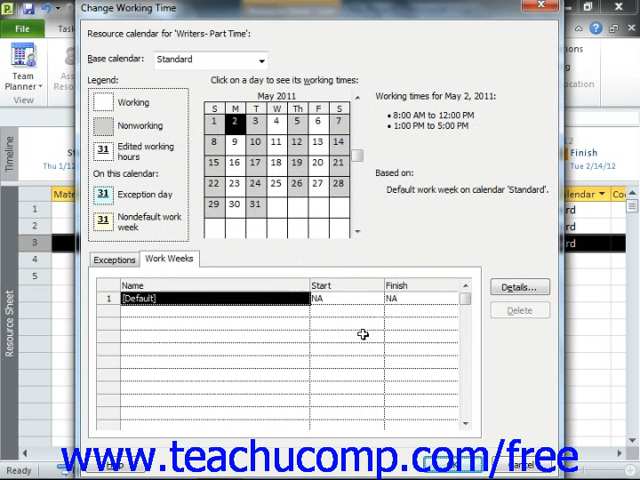 Change Working Time
File
Task
Resource calendar for 'Writers- Part Time':
Base calendar: Standard
Legend:
Click on a day to see its working times:
Working
Nonworking
31 Edited working hours
On this calendar:
31 Exception day
31 Nondefault work week
May 2011
S M T W T F S
1 2 3 4 5 6 7
8 9 10 11 12 13 14
15 16 17 18 19 20 21
22 23 24 25 26 27 28
29 30 31
Working times for May 2, 2011:
• 8:00 AM to 12:00 PM
• 1:00 PM to 5:00 PM
Based on:
Default work week on calendar 'Standard'.
Exceptions
Work Weeks
Name Start Finish
1 [Default] NA NA
Details...
Delete
Team Planner
View
Timeline
Thu 1/12
Finish
Tue 2/14/12
1
2
3
4
5
Resource Sheet
Ready
www.teachucomp.com/free